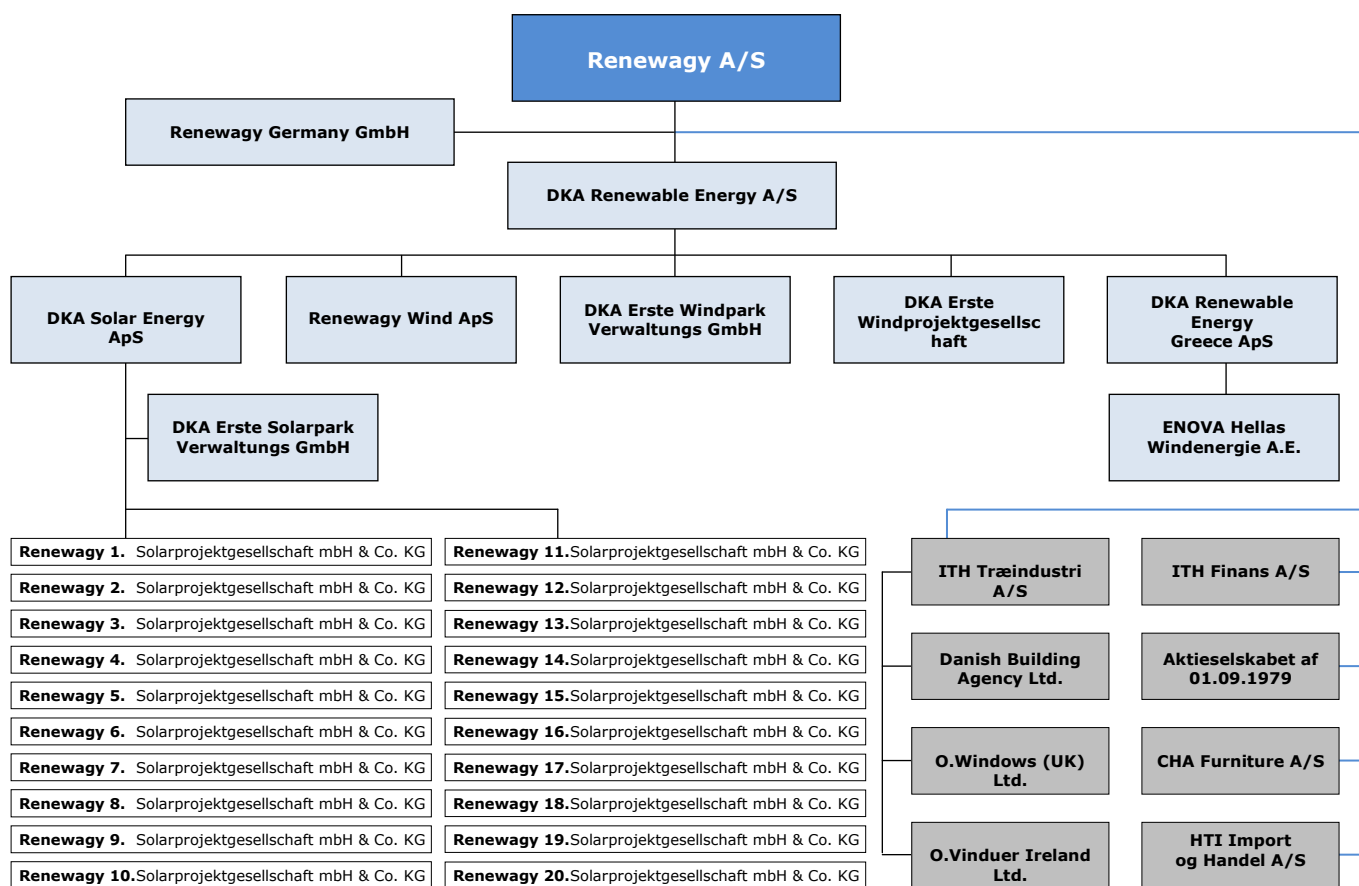 Renewagy A/S
Renewagy Germany GmbH
DKA Renewable Energy A/S
DKA Solar Energy
ApS
Renewagy Wind ApS
DKA Erste Windpark
Verwaltungs GmbH
DKA Erste
Windprojektgesellsc
haft
DKA Renewable
Energy
Greece ApS
DKA Erste Solarpark
Verwaltungs GmbH
ENOVA Hellas
Windenergie A.E.
Renewagy 1. Solarprojektgesellschaft mbH & Co. KG
Renewagy 2. Solarprojektgesellschaft mbH & Co. KG
Renewagy 3. Solarprojektgesellschaft mbH & Co. KG
Renewagy 4. Solarprojektgesellschaft mbH & Co. KG
Renewagy 5. Solarprojektgesellschaft mbH & Co. KG
Renewagy 6. Solarprojektgesellschaft mbH & Co. KG
Renewagy 7. Solarprojektgesellschaft mbH & Co. KG
Renewagy 8. Solarprojektgesellschaft mbH & Co. KG
Renewagy 9. Solarprojektgesellschaft mbH & Co. KG
Renewagy 10.Solarprojektgesellschaft mbH & Co. KG
Renewagy 11.Solarprojektgesellschaft mbH & Co. KG
Renewagy 12.Solarprojektgesellschaft mbH & Co. KG
Renewagy 13.Solarprojektgesellschaft mbH & Co. KG
Renewagy 14.Solarprojektgesellschaft mbH & Co. KG
Renewagy 15.Solarprojektgesellschaft mbH & Co. KG
Renewagy 16.Solarprojektgesellschaft mbH & Co. KG
Renewagy 17.Solarprojektgesellschaft mbH & Co. KG
Renewagy 18.Solarprojektgesellschaft mbH & Co. KG
Renewagy 19.Solarprojektgesellschaft mbH & Co. KG
Renewagy 20.Solarprojektgesellschaft mbH & Co. KG
ITH Træindustri
A/S
Danish Building
Agency Ltd.
O.Windows (UK)
Ltd.
O.Vinduer Ireland
Ltd.
ITH Finans A/S
Aktieselskabet af
01.09.1979
CHA Furniture A/S
HTI Import
og Handel A/S